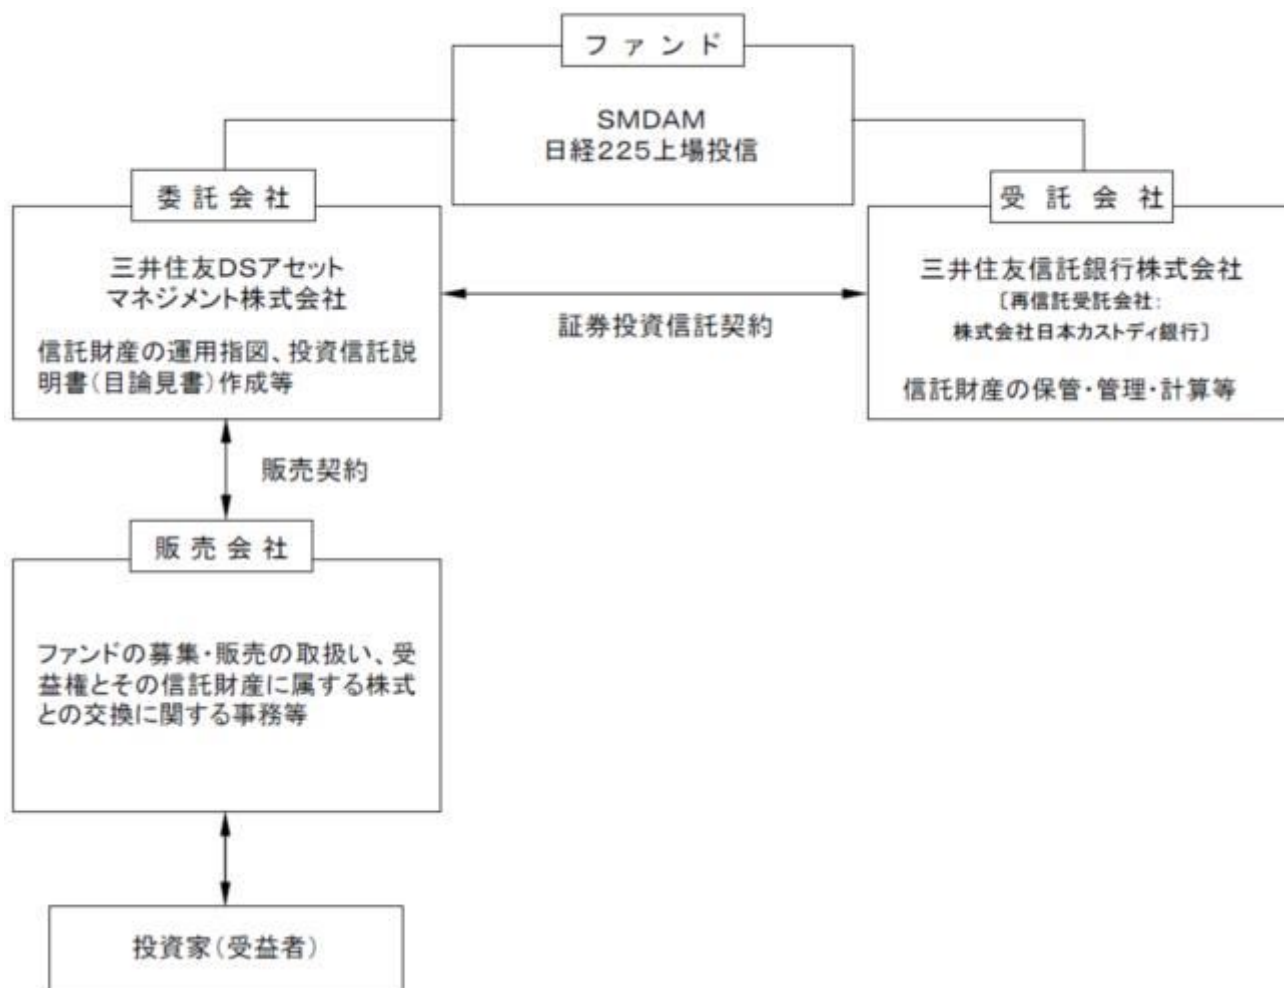 ファンド
SMDAM
日経225上場投信
委託会社
三井住友DSアセット
マネジメント株式会社
信託財産の運用指図、投資信託説
明書(目論見書)作成等
証券投資信託契約
受託会社
三井住友信託銀行株式会社
〔再信託受託会社:
株式会社日本カストディ銀行〕
信託財産の保管・管理・計算等
販売契約
販売会社
ファンドの募集・販売の取扱い、受
益権とその信託財産に属する株式
との交換に関する事務等
投資家(受益者)